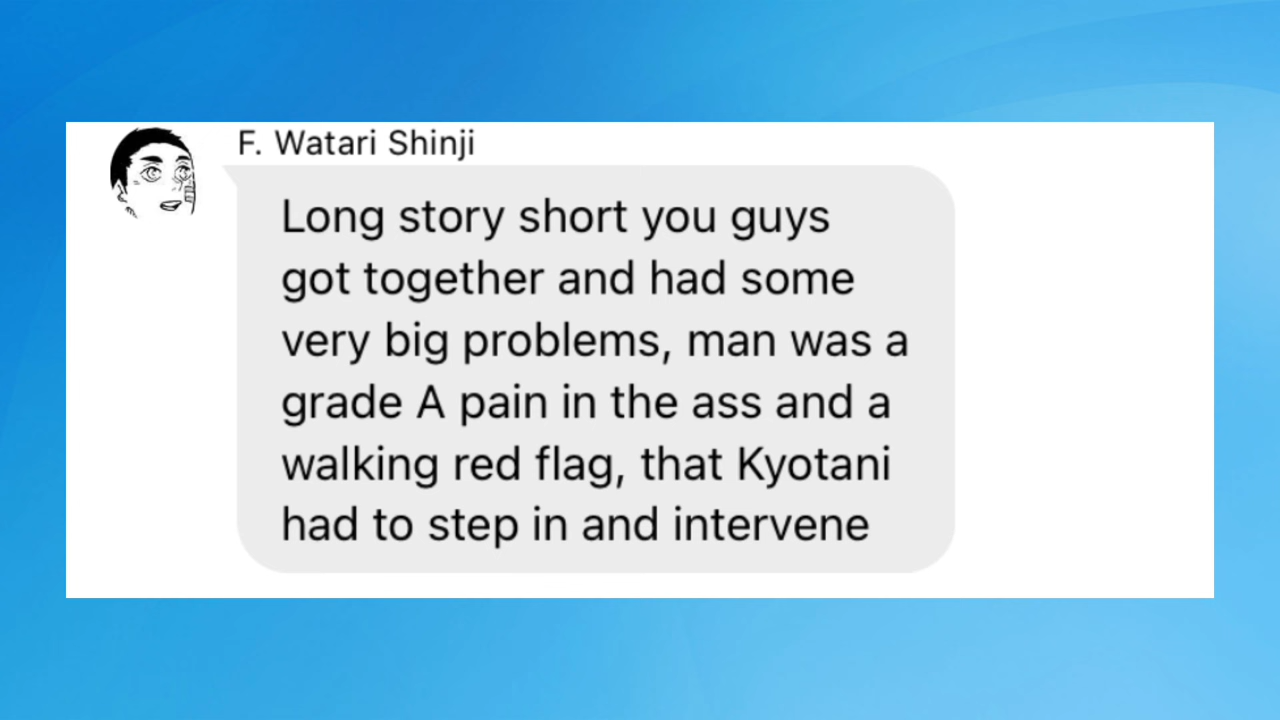 F. Watari Shinji
Long story short you guys
got together and had some
very big problems, man was a
grade A pain in the ass and a
walking red flag, that Kyotani
had to step in and intervene